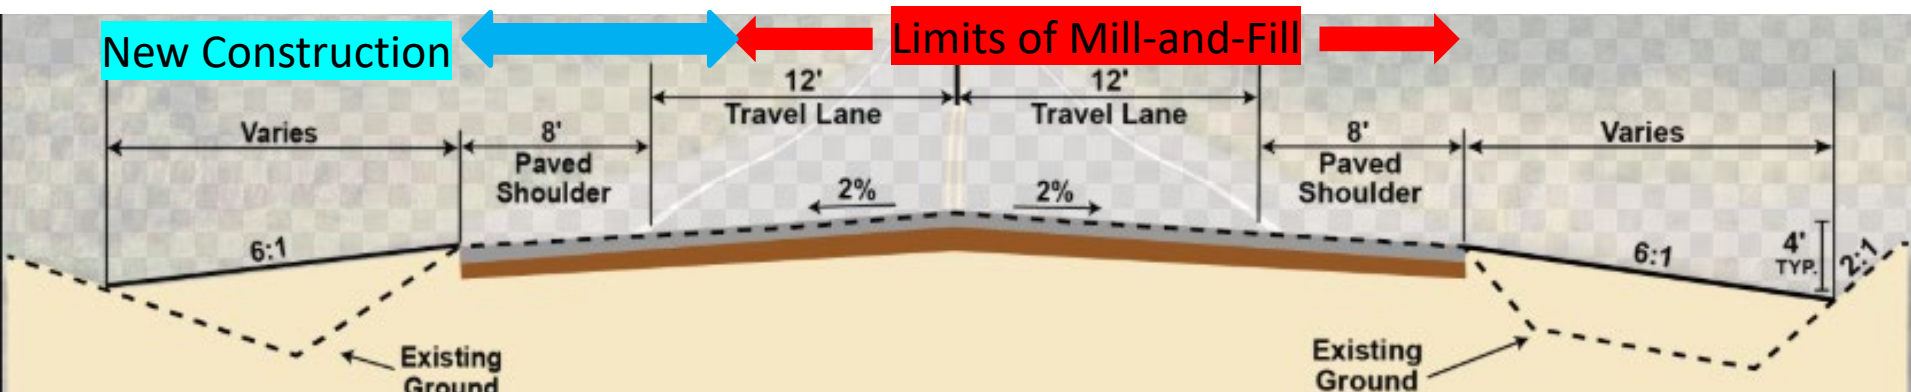 New Construction
Limits of Mill-and-Fill
12'
Travel Lane
12'
Travel Lane
Varies
8'
Paved
Shoulder
8'
Paved
Shoulder
Varies
2%
2%
6:1
6:1
4'
TYP.
2:1
Existing
Ground
Existing
Ground